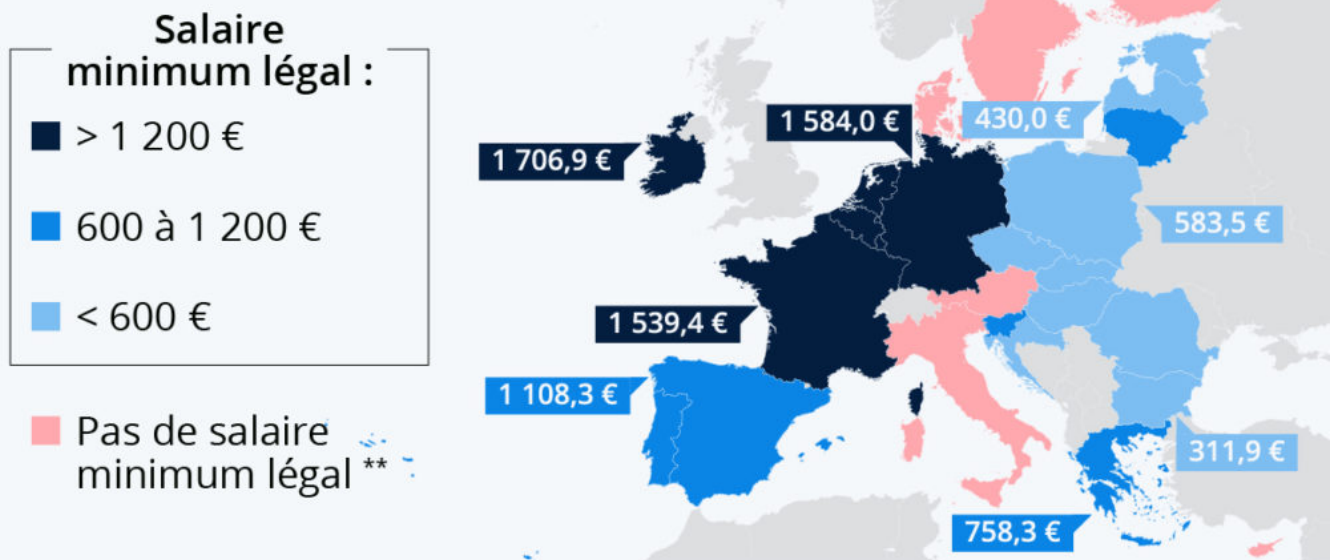 Salaire
minimum légal :
> 1 200 €
600 à 1 200 €
< 600 €
Pas de salaire
minimum légal **
1 584,0 €
430,0 €
1 706,9 €
583,5 €
1 539,4 €
1 108,3 €
311,9 €
758,3 €